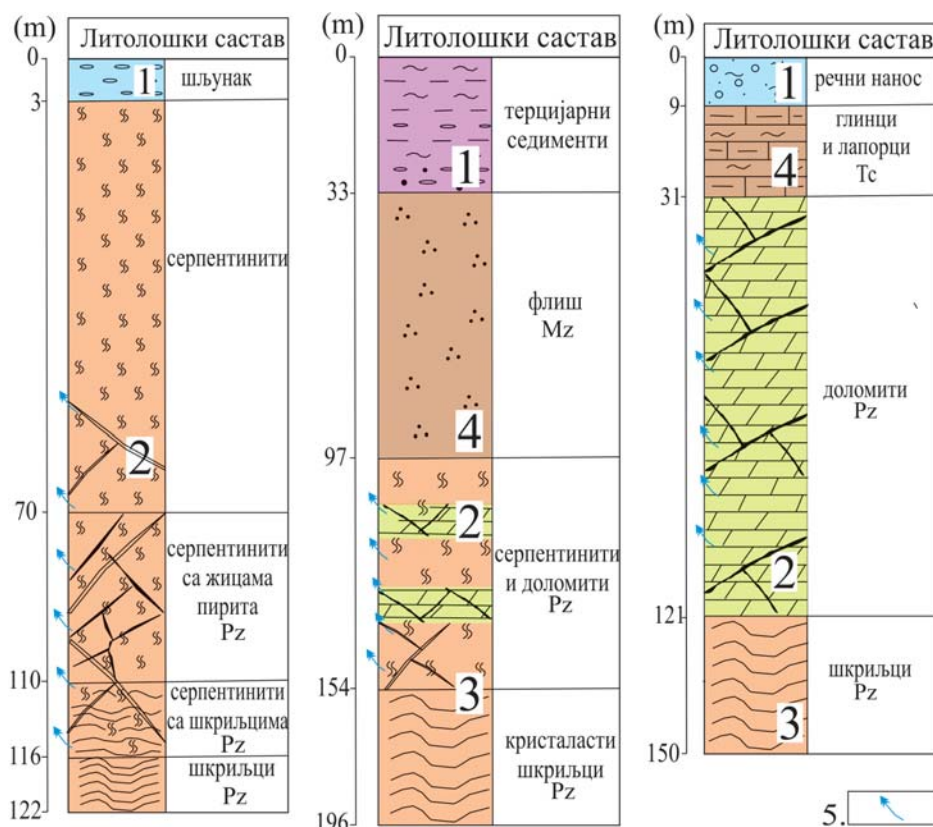 (m)
Литолошки састав
0
1
шљунак
3
серпентинити
2
70
серпентинити
са жицама
пирита
Pz
110
серпентинити
са шкриљцима
Pz
116
шкриљци
Pz
122
(m)
Литолошки састав
0
терцијарни
седименти
1
33
флиш
Mz
4
97
2
серпентинити
и доломити
Pz
154
3
кристаласти
шкриљци
Pz
196
(m)
Литолошки састав
0
1
речни нанос
9
глинци
и лапорци
Тс
4
31
доломити
Pz
2
121
шкриљци
Pz
3
150
5.